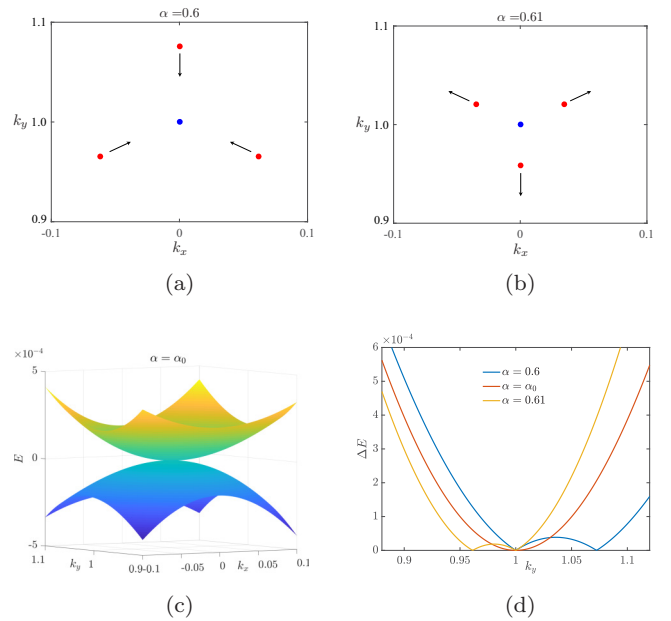 α=0.6
1.1
k_y 1.0
0.9
-0.1 0 0.1
k_x
(a)
α=0.61
1.1
k_y 1.0
0.9
-0.1 0 0.1
k_x
(b)
×10⁻⁴
α = α₀
5
E 0
-5
1.1 k_y 1 0.9 -0.1 -0.05 0 k_x 0.05 0.1
(c)
×10⁻⁴
6
5
4
ΔE 3
2
1
0
α = 0.6
α = α₀
α = 0.61
0.9 0.95 1 1.05 1.1
k_y
(d)